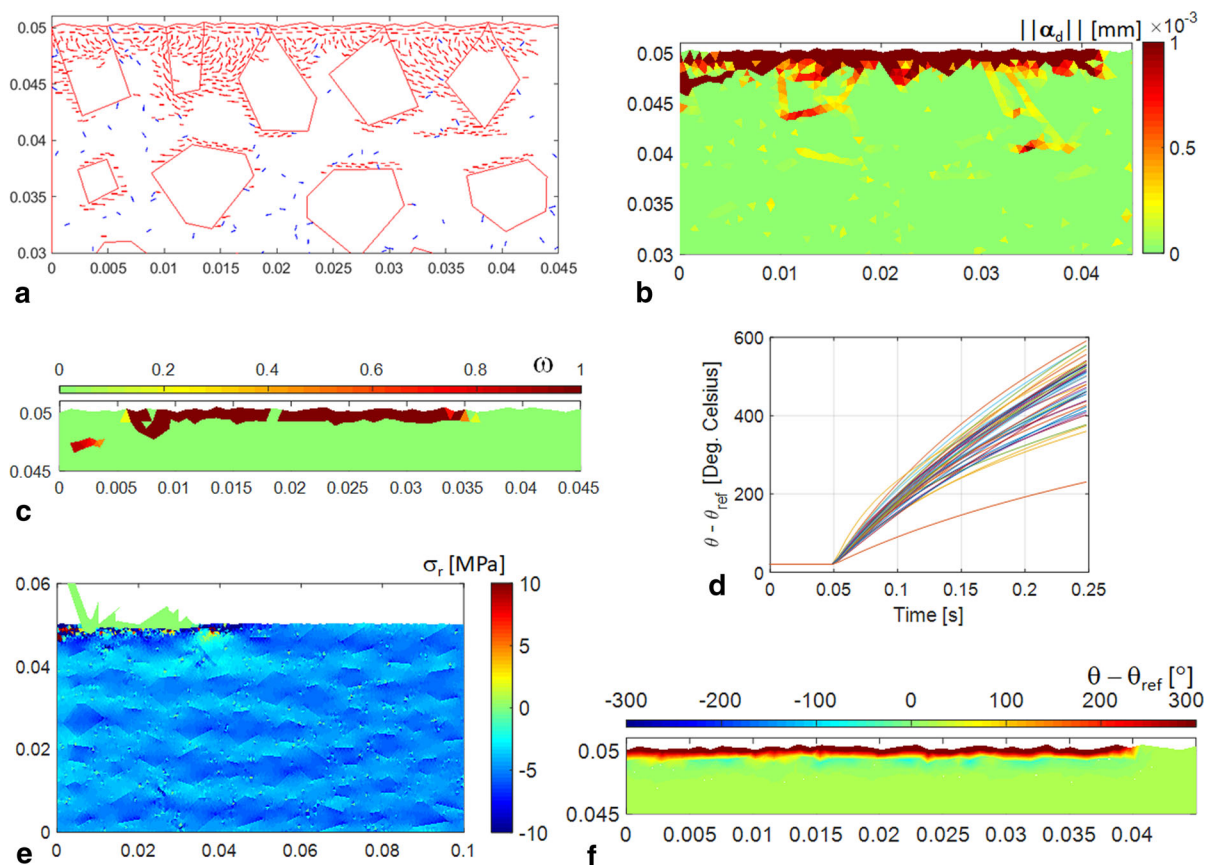 0.05
0.045
0.04
0.035
0.03
0 0.005 0.01 0.015 0.02 0.025 0.03 0.035 0.04 0.045
a
||α_d|| [mm] ×10^-3
1
0.5
0
0.05
0.045
0.04
0.035
0.03
0 0.01 0.02 0.03 0.04
b
0 0.2 0.4 0.6 0.8 ω 1
0.05
0.045
0 0.005 0.01 0.015 0.02 0.025 0.03 0.035 0.04 0.045
c
600
400
200
0
θ - θ_ref [Deg. Celsius]
0 0.05 0.1 0.15 0.2 0.25
Time [s]
d
σ_r [MPa]
10
5
0
-5
-10
0.06
0.04
0.02
0
0 0.02 0.04 0.06 0.08 0.1
e
θ – θ_ref [°]
-300 -200 -100 0 100 200 300
0.05
0.045
0 0.005 0.01 0.015 0.02 0.025 0.03 0.035 0.04
f